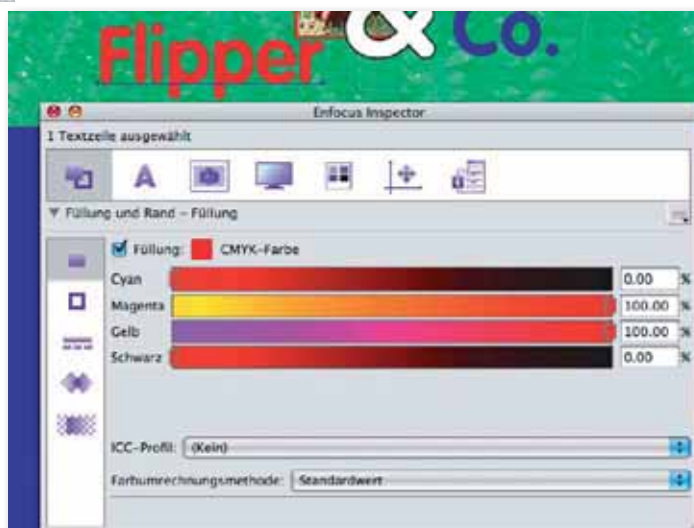 Flipper & Co.
Enfocus Inspector
1 Textzeile ausgewählt
A
Füllung und Rand – Füllung
Füllung: CMYK-Farbe
Cyan 0.00 %
Magenta 100.00 %
Gelb 100.00 %
Schwarz 0.00 %
ICC-Profil: (Kein)
Farbumrechnungsmethode: Standardwert